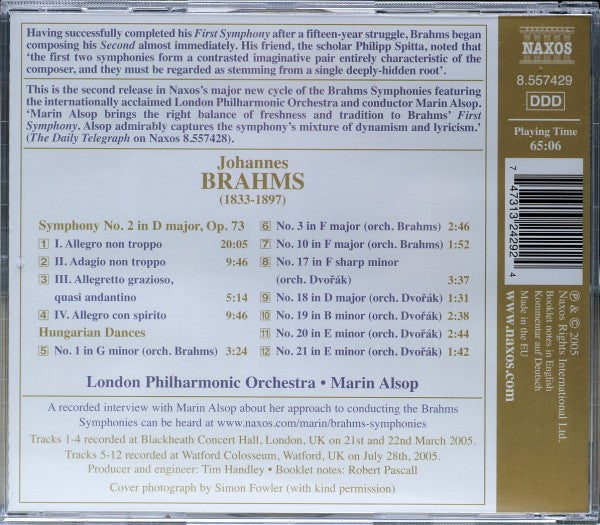 Having successfully completed his First Symphony after a fifteen-year struggle, Brahms began
composing his Second almost immediately. His friend, the scholar Philipp Spitta, noted that
'the first two symphonies form a contrasted imaginative pair entirely characteristic of the
composer, and they must be regarded as stemming from a single deeply-hidden root'.
This is the second release in Naxos's major new cycle of the Brahms Symphonies featuring
the internationally acclaimed London Philharmonic Orchestra and conductor Marin Alsop.
'Marin Alsop brings the right balance of freshness and tradition to Brahms' First
Symphony. Alsop admirably captures the symphony's mixture of dynamism and lyricism.'
(The Daily Telegraph on Naxos 8.557428).
Johannes
BRAHMS
(1833-1897)
Symphony No. 2 in D major, Op. 73
1 I. Allegro non troppo 20:05
2 II. Adagio non troppo 9:46
3 III. Allegretto grazioso,
quasi andantino 5:14
4 IV. Allegro con spirito 9:46
Hungarian Dances
5 No. 1 in G minor (orch. Brahms) 3:24
6 No. 3 in F major (orch. Brahms) 2:46
7 No. 10 in F major (orch. Brahms) 1:52
8 No. 17 in F sharp minor
(orch. Dvořák) 3:37
9 No. 18 in D major (orch. Dvořák) 1:31
10 No. 19 in B minor (orch. Dvořák) 2:38
11 No. 20 in E minor (orch. Dvořák) 2:44
12 No. 21 in E minor (orch. Dvořák) 1:42
London Philharmonic Orchestra • Marin Alsop
A recorded interview with Marin Alsop about her approach to conducting the Brahms
Symphonies can be heard at www.naxos.com/marin/brahms-symphonies
Tracks 1-4 recorded at Blackheath Concert Hall, London, UK on 21st and 22nd March 2005.
Tracks 5-12 recorded at Watford Colosseum, Watford, UK on July 28th, 2005.
Producer and engineer: Tim Handley • Booklet notes: Robert Pascall
Cover photograph by Simon Fowler (with kind permission)
NAXOS
8.557429
DDD
Playing Time
65:06
7 47313 24292 4
℗ & © 2005
Naxos Rights International Ltd.
Booklet notes in English
Kommentar auf Deutsch
Made in the EU
www.naxos.com